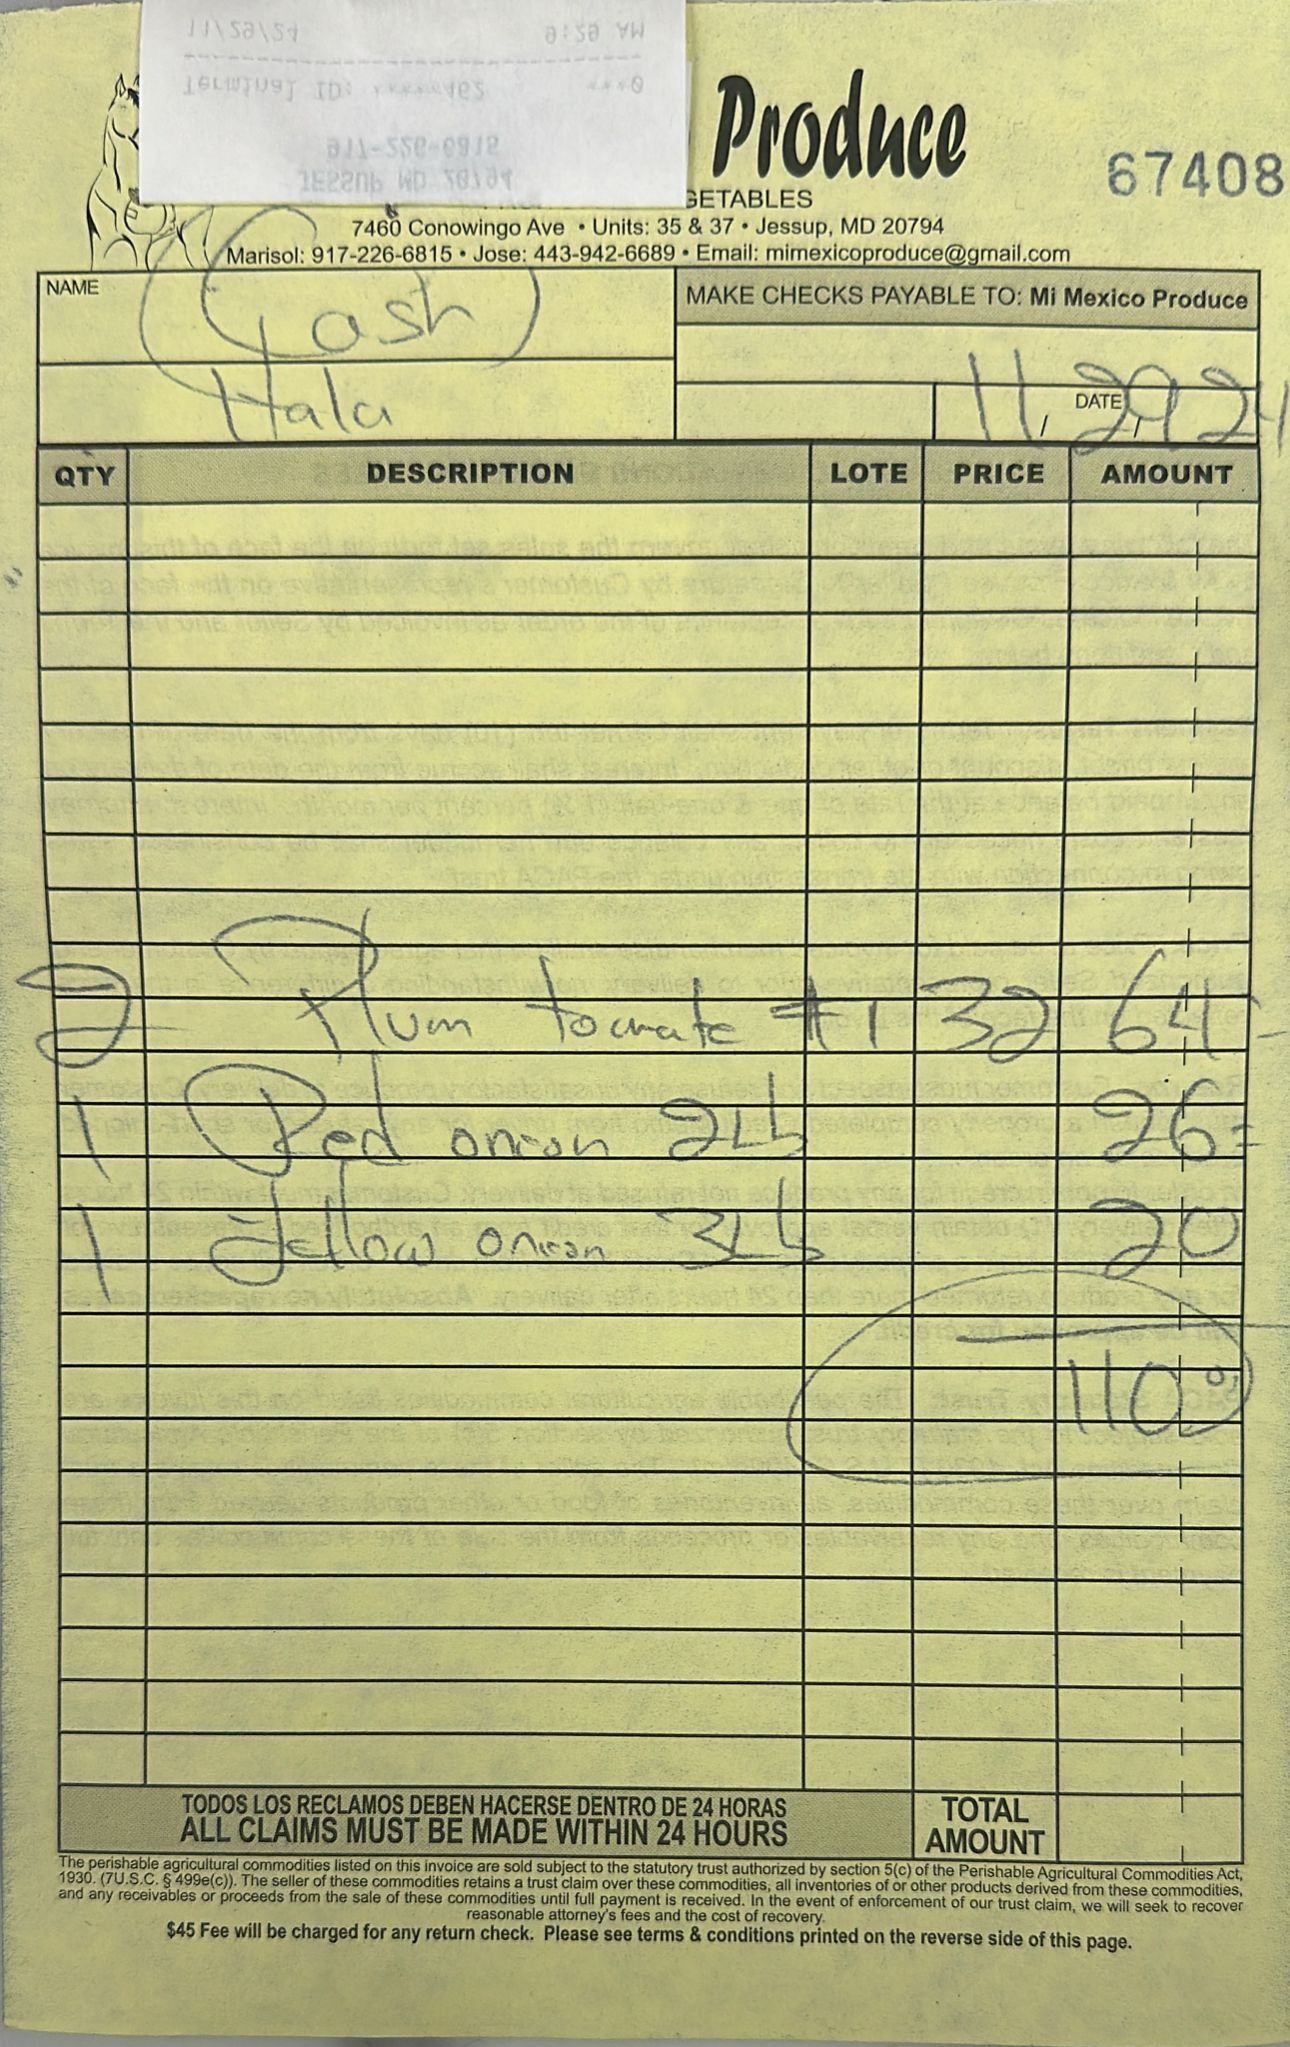 11/29/24 9:29 AM
Terminal ID: *****462 ***0
917-226-6815
JESSUP MD 20794
Produce
67408
GETABLES
7460 Conowingo Ave • Units: 35 & 37 • Jessup, MD 20794
Marisol: 917-226-6815 • Jose: 443-942-6689 • Email: mimexicoproduce@gmail.com
NAME
Cash
MAKE CHECKS PAYABLE TO: Mi Mexico Produce
Hala
DATE 11/29/24
QTY DESCRIPTION LOTE PRICE AMOUNT
2 Plum tomate #1 32 64-
1 Red onion 2Lb 26=
1 Yellow onion 3Lb 20
110
TODOS LOS RECLAMOS DEBEN HACERSE DENTRO DE 24 HORAS
ALL CLAIMS MUST BE MADE WITHIN 24 HOURS
TOTAL
AMOUNT
The perishable agricultural commodities listed on this invoice are sold subject to the statutory trust authorized by section 5(c) of the Perishable Agricultural Commodities Act,
1930. (7U.S.C. § 499e(c)). The seller of these commodities retains a trust claim over these commodities, all inventories of or other products derived from these commodities,
and any receivables or proceeds from the sale of these commodities until full payment is received. In the event of enforcement of our trust claim, we will seek to recover
reasonable attorney's fees and the cost of recovery.
$45 Fee will be charged for any return check. Please see terms & conditions printed on the reverse side of this page.